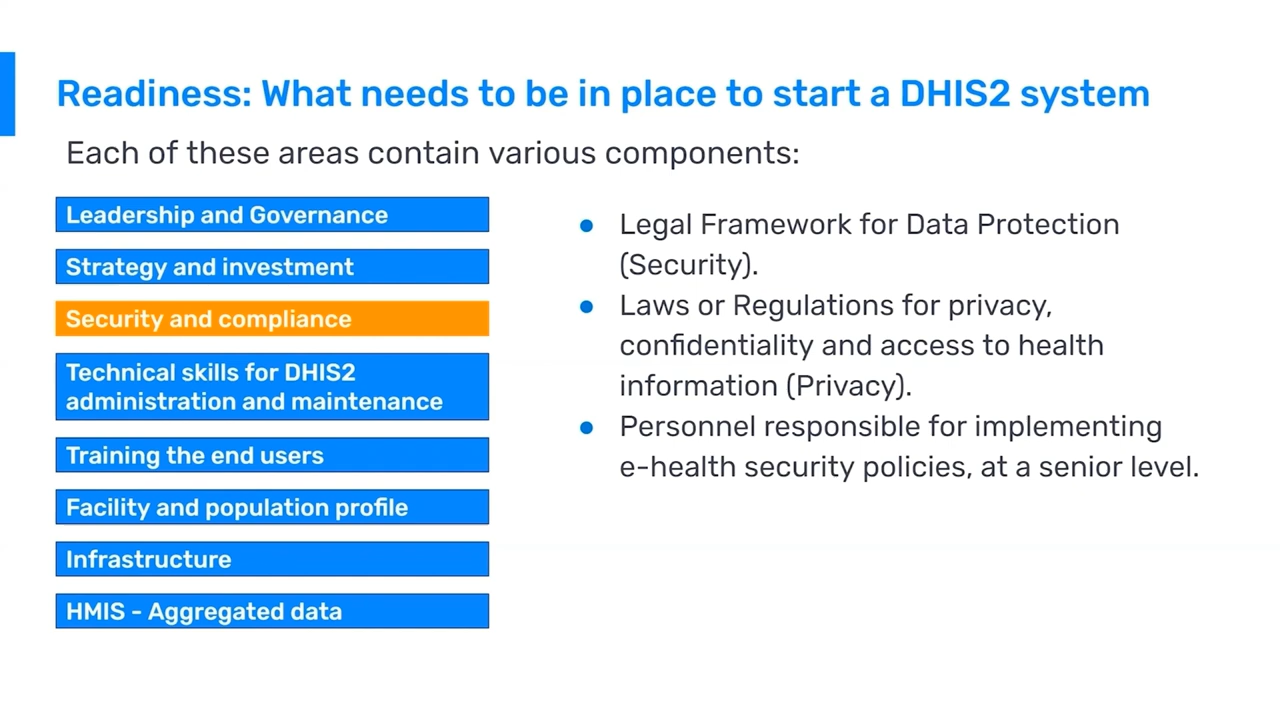 Readiness: What needs to be in place to start a DHIS2 system
Each of these areas contain various components:
Leadership and Governance
Strategy and investment
Security and compliance
Technical skills for DHIS2
administration and maintenance
Training the end users
Facility and population profile
Infrastructure
HMIS - Aggregated data
● Legal Framework for Data Protection
(Security).
● Laws or Regulations for privacy,
confidentiality and access to health
information (Privacy).
● Personnel responsible for implementing
e-health security policies, at a senior level.